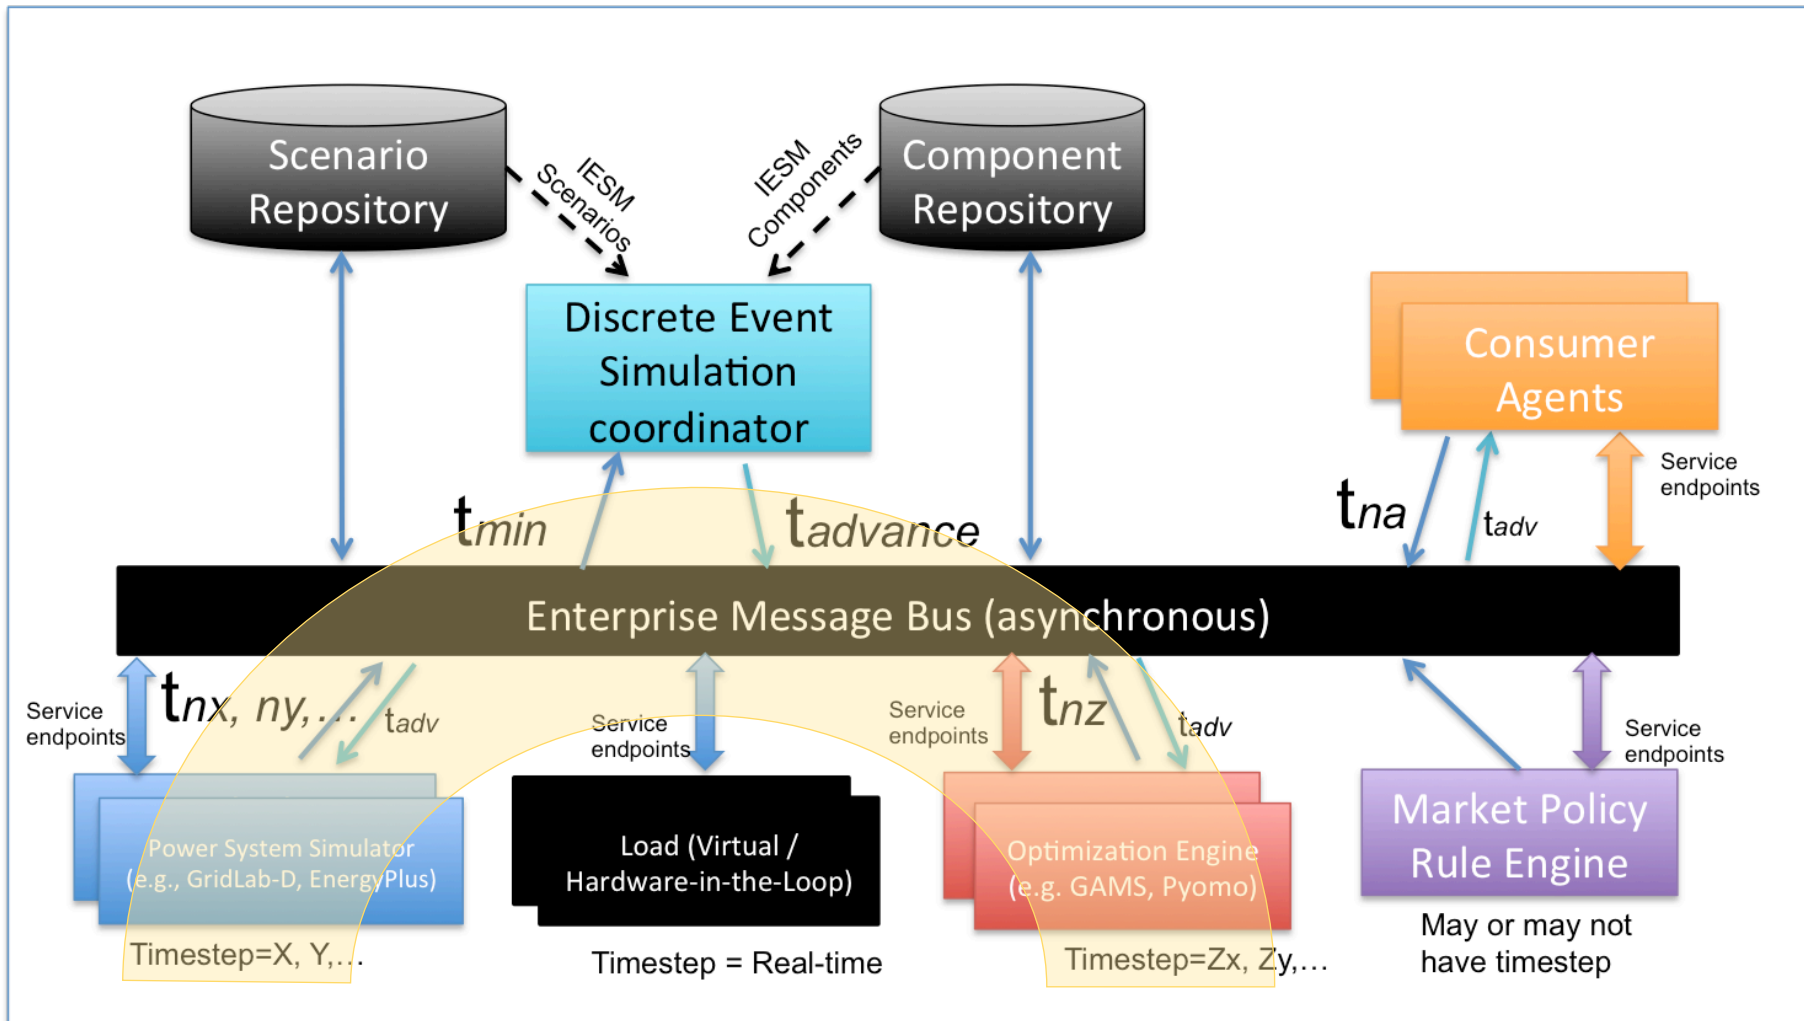 Scenario
Repository
IESM
Scenarios
IESM
Components
Component
Repository
Discrete Event
Simulation
coordinator
Consumer
Agents
tmin
tadvance
tna
tadv
Service
endpoints
Enterprise Message Bus (asynchronous)
Service
endpoints
tnx, ny,...
tadv
Service
endpoints
Service
endpoints
tnz
tadv
Service
endpoints
Power System Simulator
(e.g., GridLab-D, EnergyPlus)
Load (Virtual /
Hardware-in-the-Loop)
Optimization Engine
(e.g. GAMS, Pyomo)
Market Policy
Rule Engine
Timestep=X, Y,...
Timestep = Real-time
Timestep=Zx, Zy,...
May or may not
have timestep